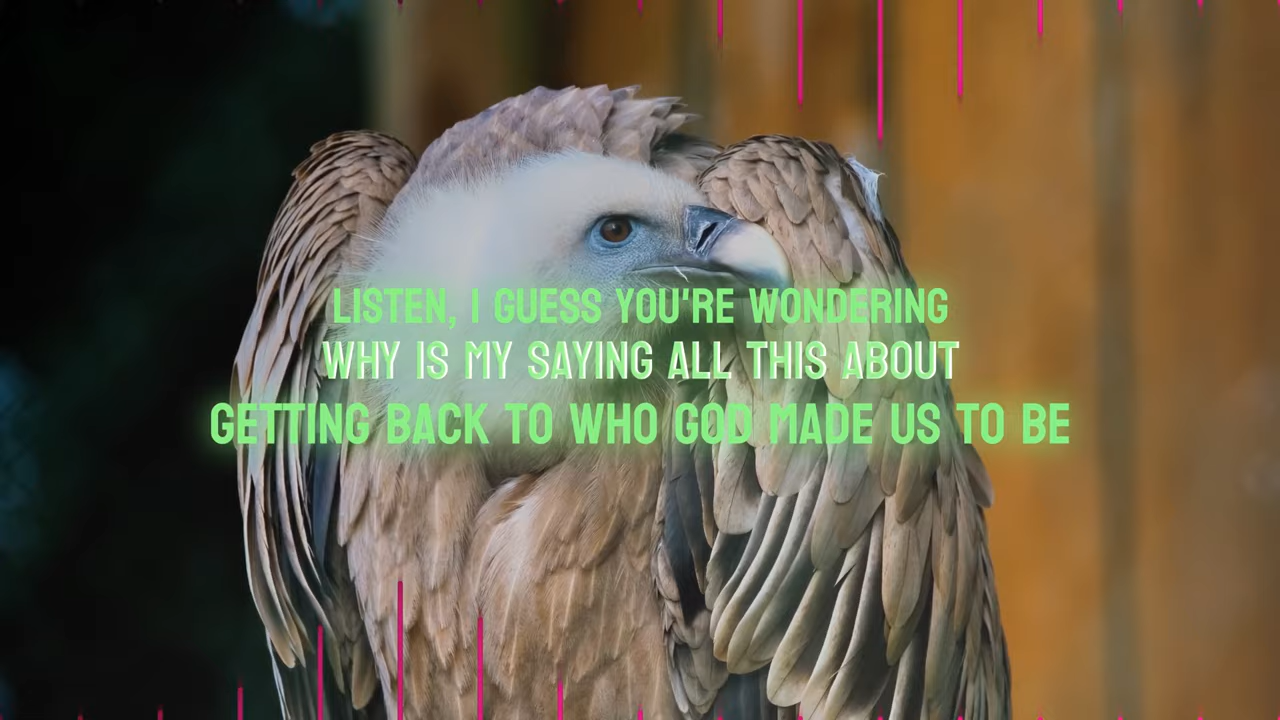 LISTEN, I GUESS YOU'RE WONDERING
WHY IS MY SAYING ALL THIS ABOUT
GETTING BACK TO WHO GOD MADE US TO BE